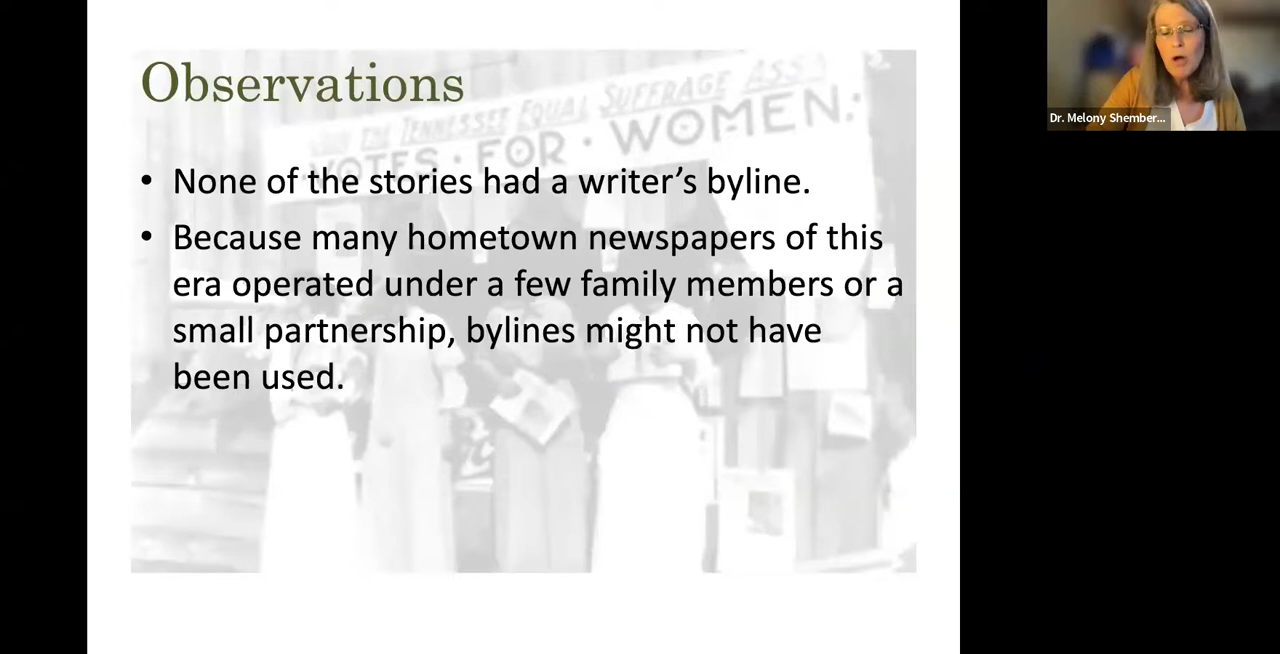 Observations
THE TENNESSEE EQUAL SUFFRAGE ASS
VOTES · FOR · WOMEN.
• None of the stories had a writer’s byline.
• Because many hometown newspapers of this
era operated under a few family members or a
small partnership, bylines might not have
been used.
Dr. Melony Shember...